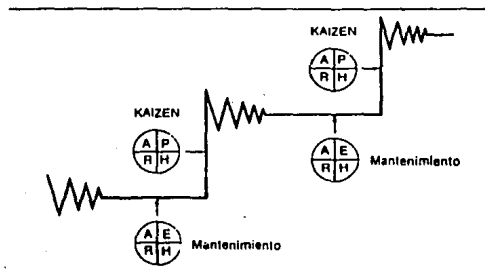 KAIZEN
A P
R H
KAIZEN
A P
R H
A E
R H
Mantenimiento
A E
R H
Mantenimiento